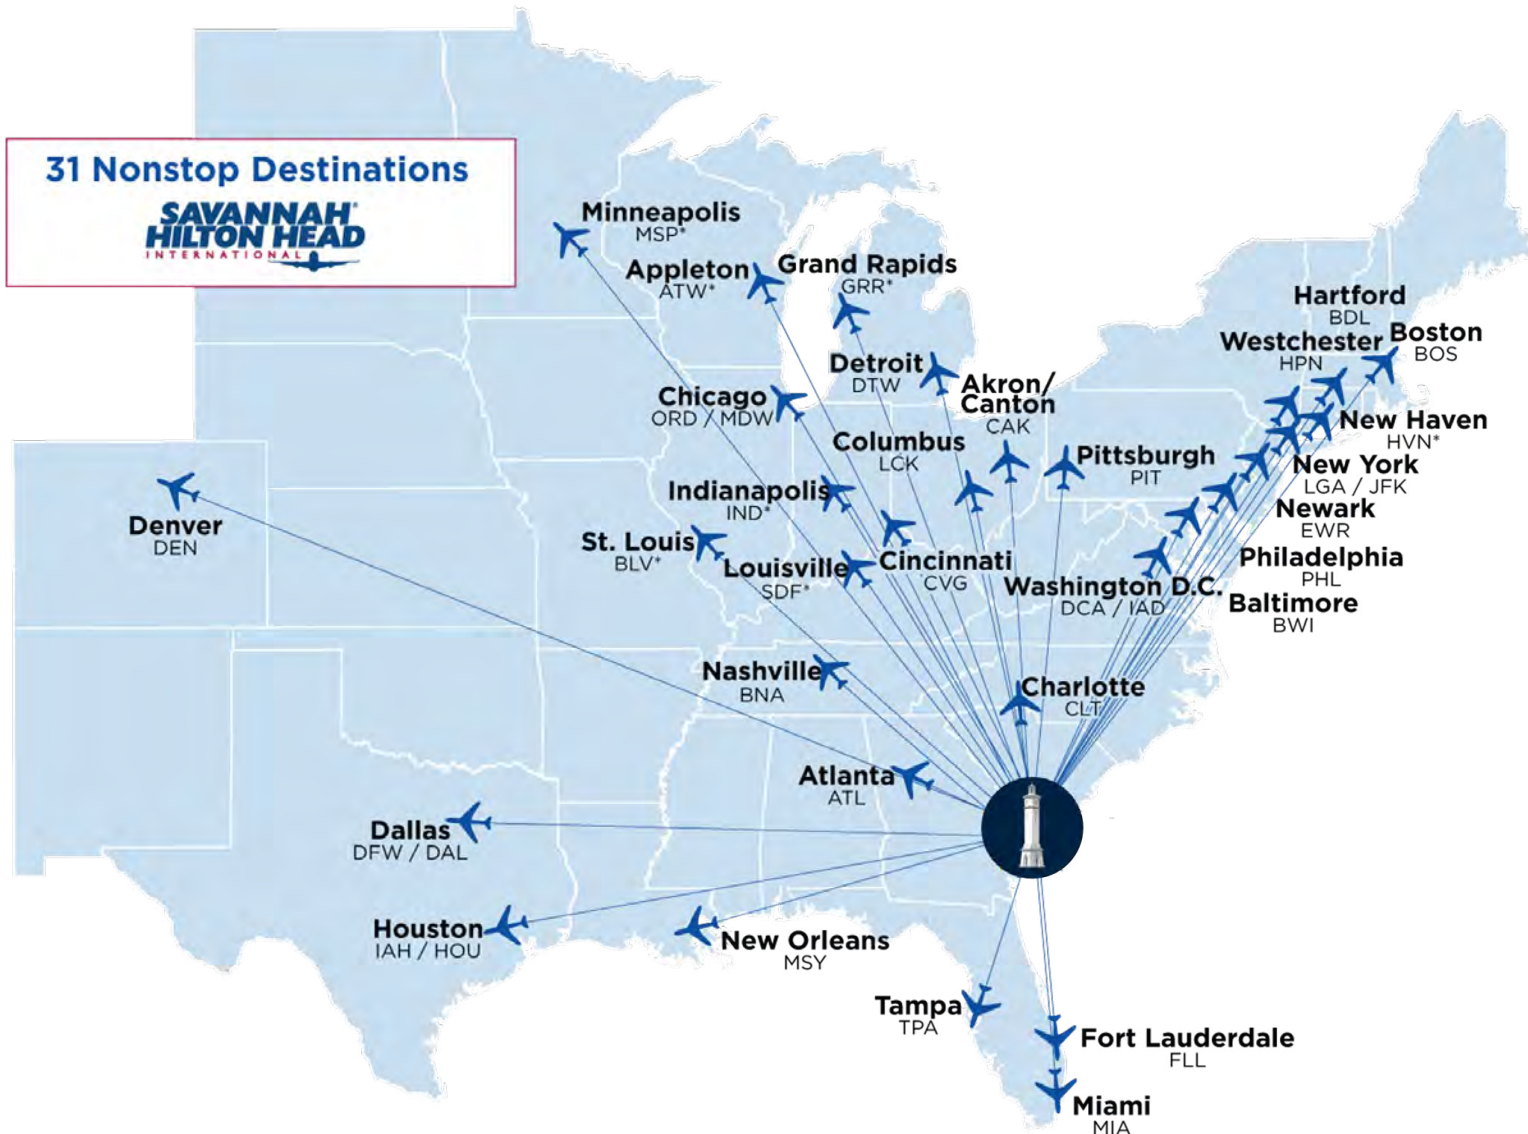 31 Nonstop Destinations
SAVANNAH
HILTON HEAD
INTERNATIONAL
Minneapolis
MSP*
Appleton
ATW*
Grand Rapids
GRR*
Detroit
DTW
Chicago
ORD / MDW
Akron/
Canton
CAK
Columbus
LCK
Pittsburgh
PIT
Hartford
BDL
Westchester
HPN
Boston
BOS
New Haven
HVN*
New York
LGA / JFK
Newark
EWR
Philadelphia
PHL
Baltimore
BWI
Washington D.C.
DCA / IAD
Indianapolis
IND*
St. Louis
BLV*
Louisville
SDF*
Cincinnati
CVG
Denver
DEN
Nashville
BNA
Charlotte
CLT
Atlanta
ATL
Dallas
DFW / DAL
Houston
IAH / HOU
New Orleans
MSY
Tampa
TPA
Fort Lauderdale
FLL
Miami
MIA